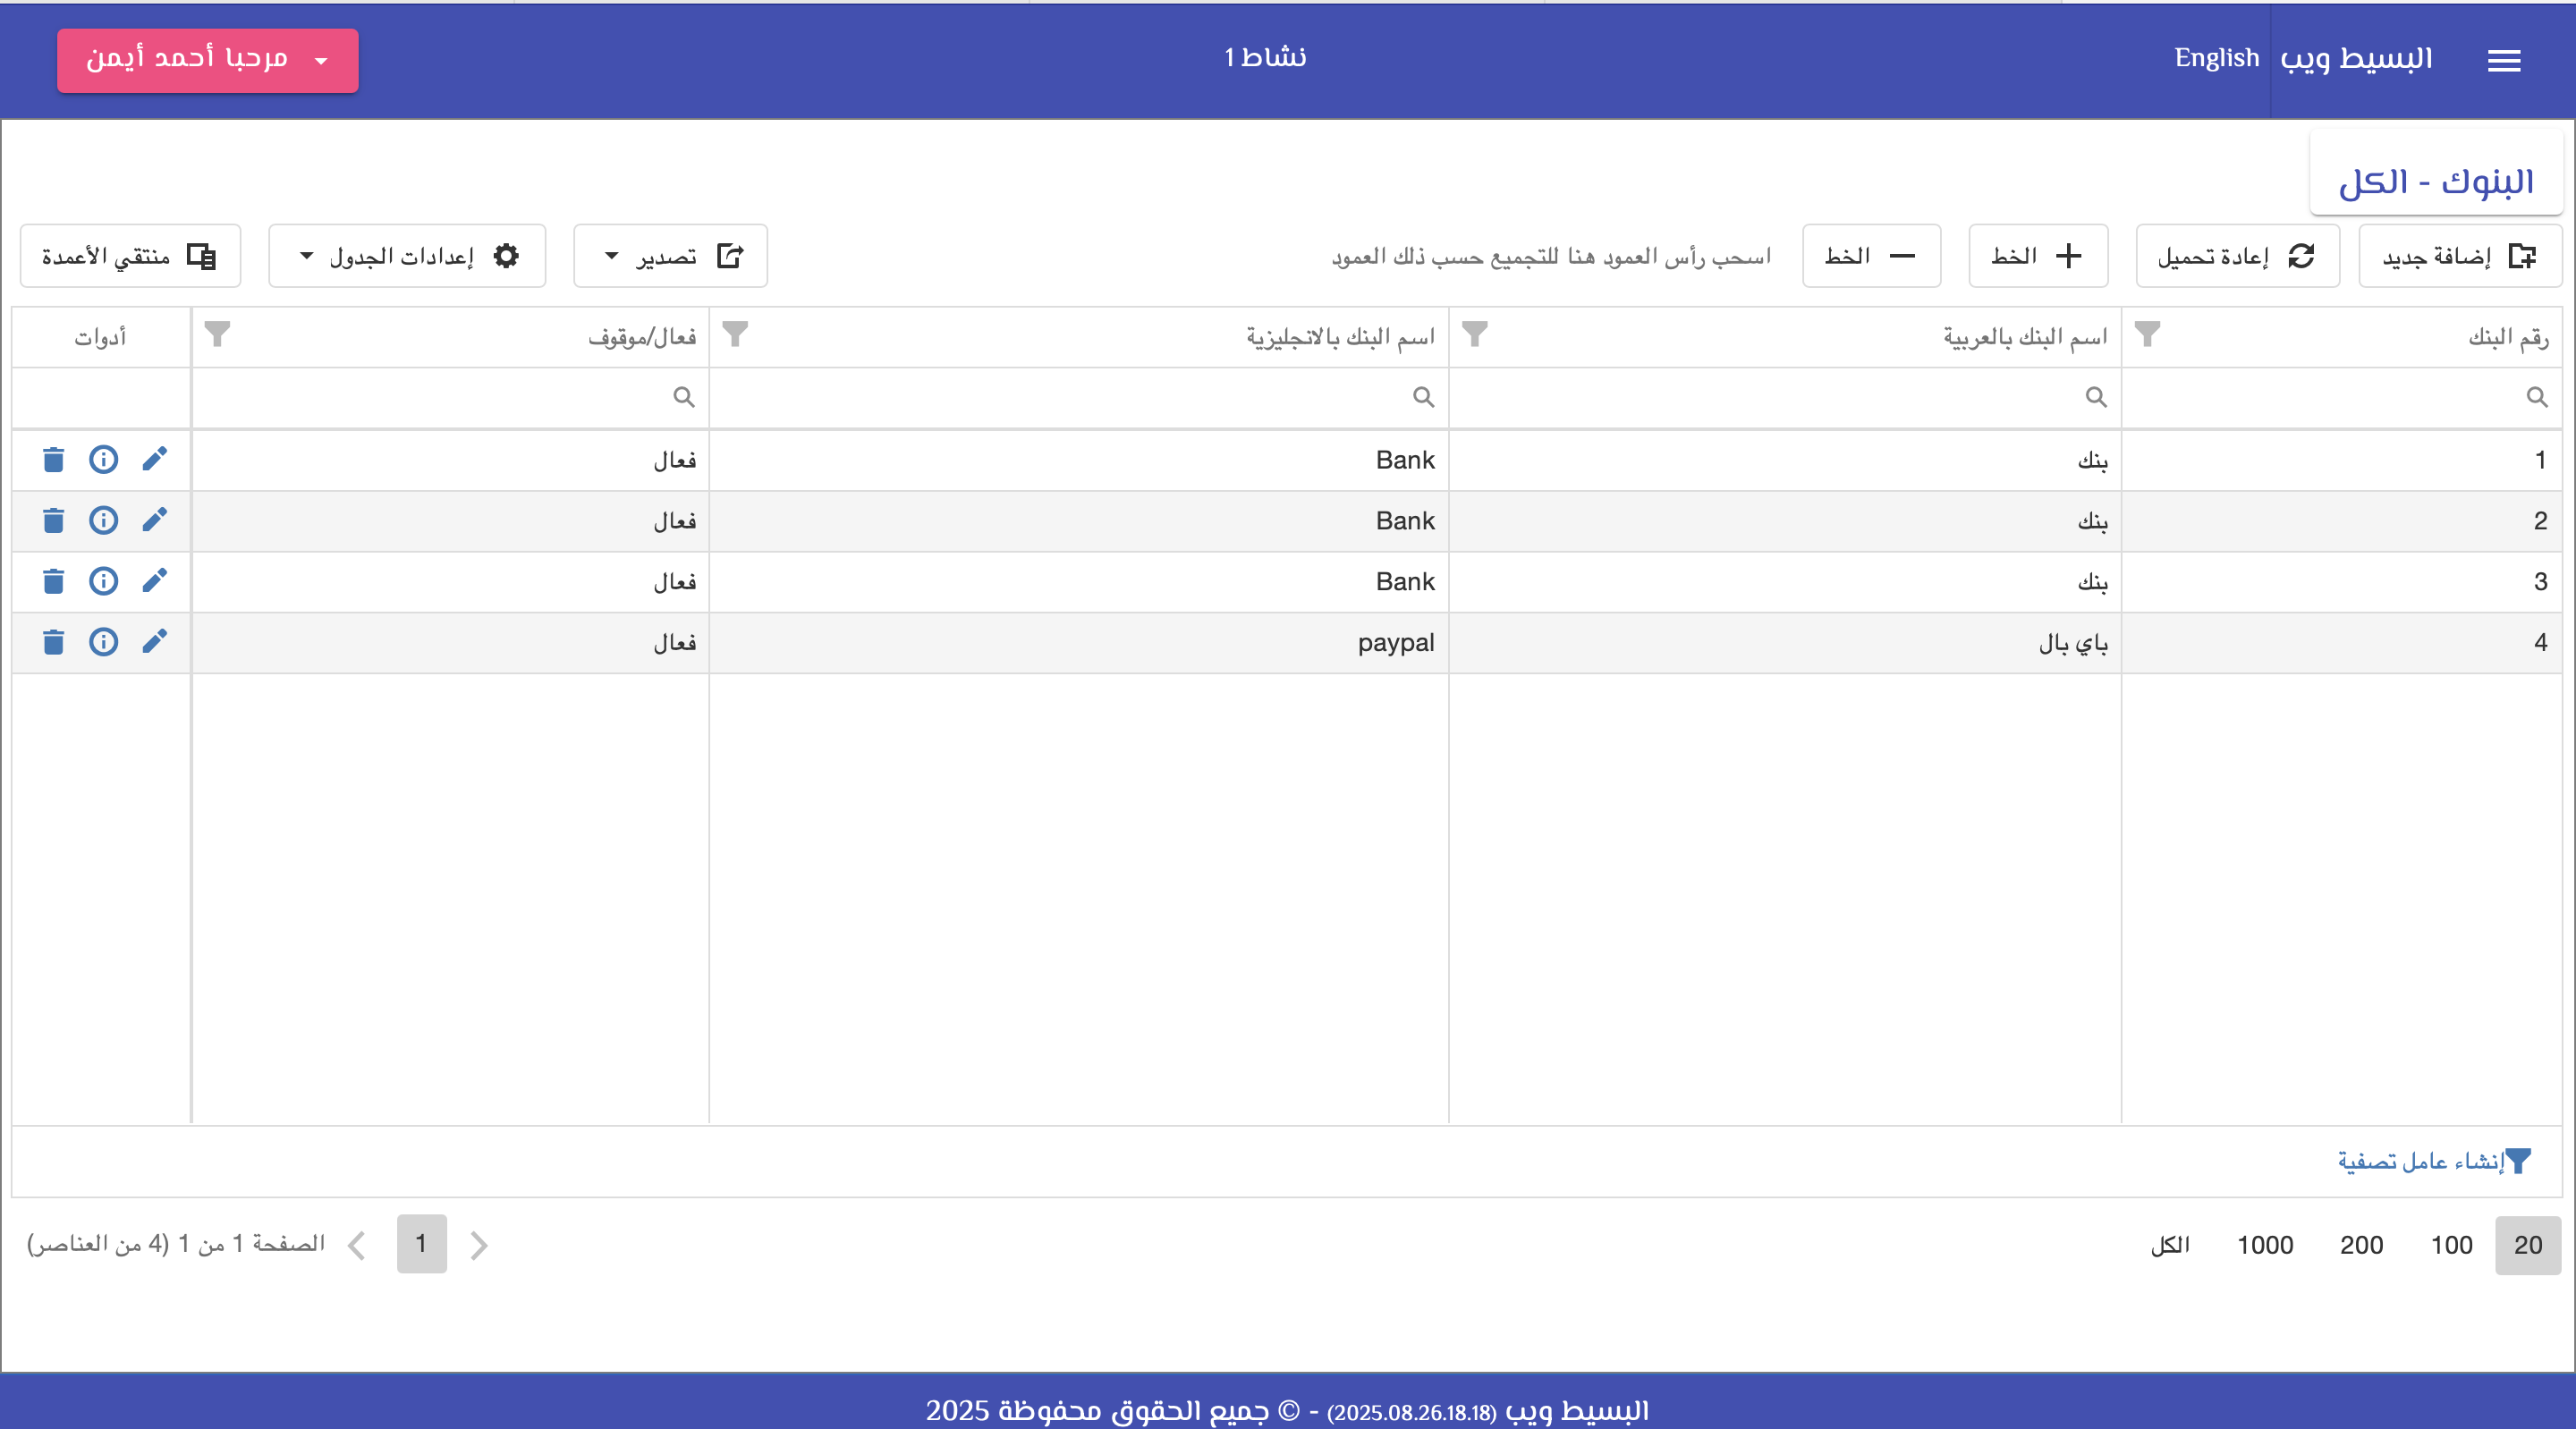 البسيط ويب English نشاط 1 مرحبا أحمد أيمن
البنوك - الكل
إضافة جديد إعادة تحميل الخط الخط اسحب رأس العمود هنا للتجميع حسب ذلك العمود تصدير إعدادات الجدول منتقي الأعمدة
رقم البنك اسم البنك بالعربية اسم البنك بالانجليزية فعال/موقوف أدوات
1 بنك Bank فعال
2 بنك Bank فعال
3 بنك Bank فعال
4 باي بال paypal فعال
إنشاء عامل تصفية
20 100 200 1000 الكل 1 الصفحة 1 من 1 (4 من العناصر)
البسيط ويب (2025.08.26.18.18) - © جميع الحقوق محفوظة 2025